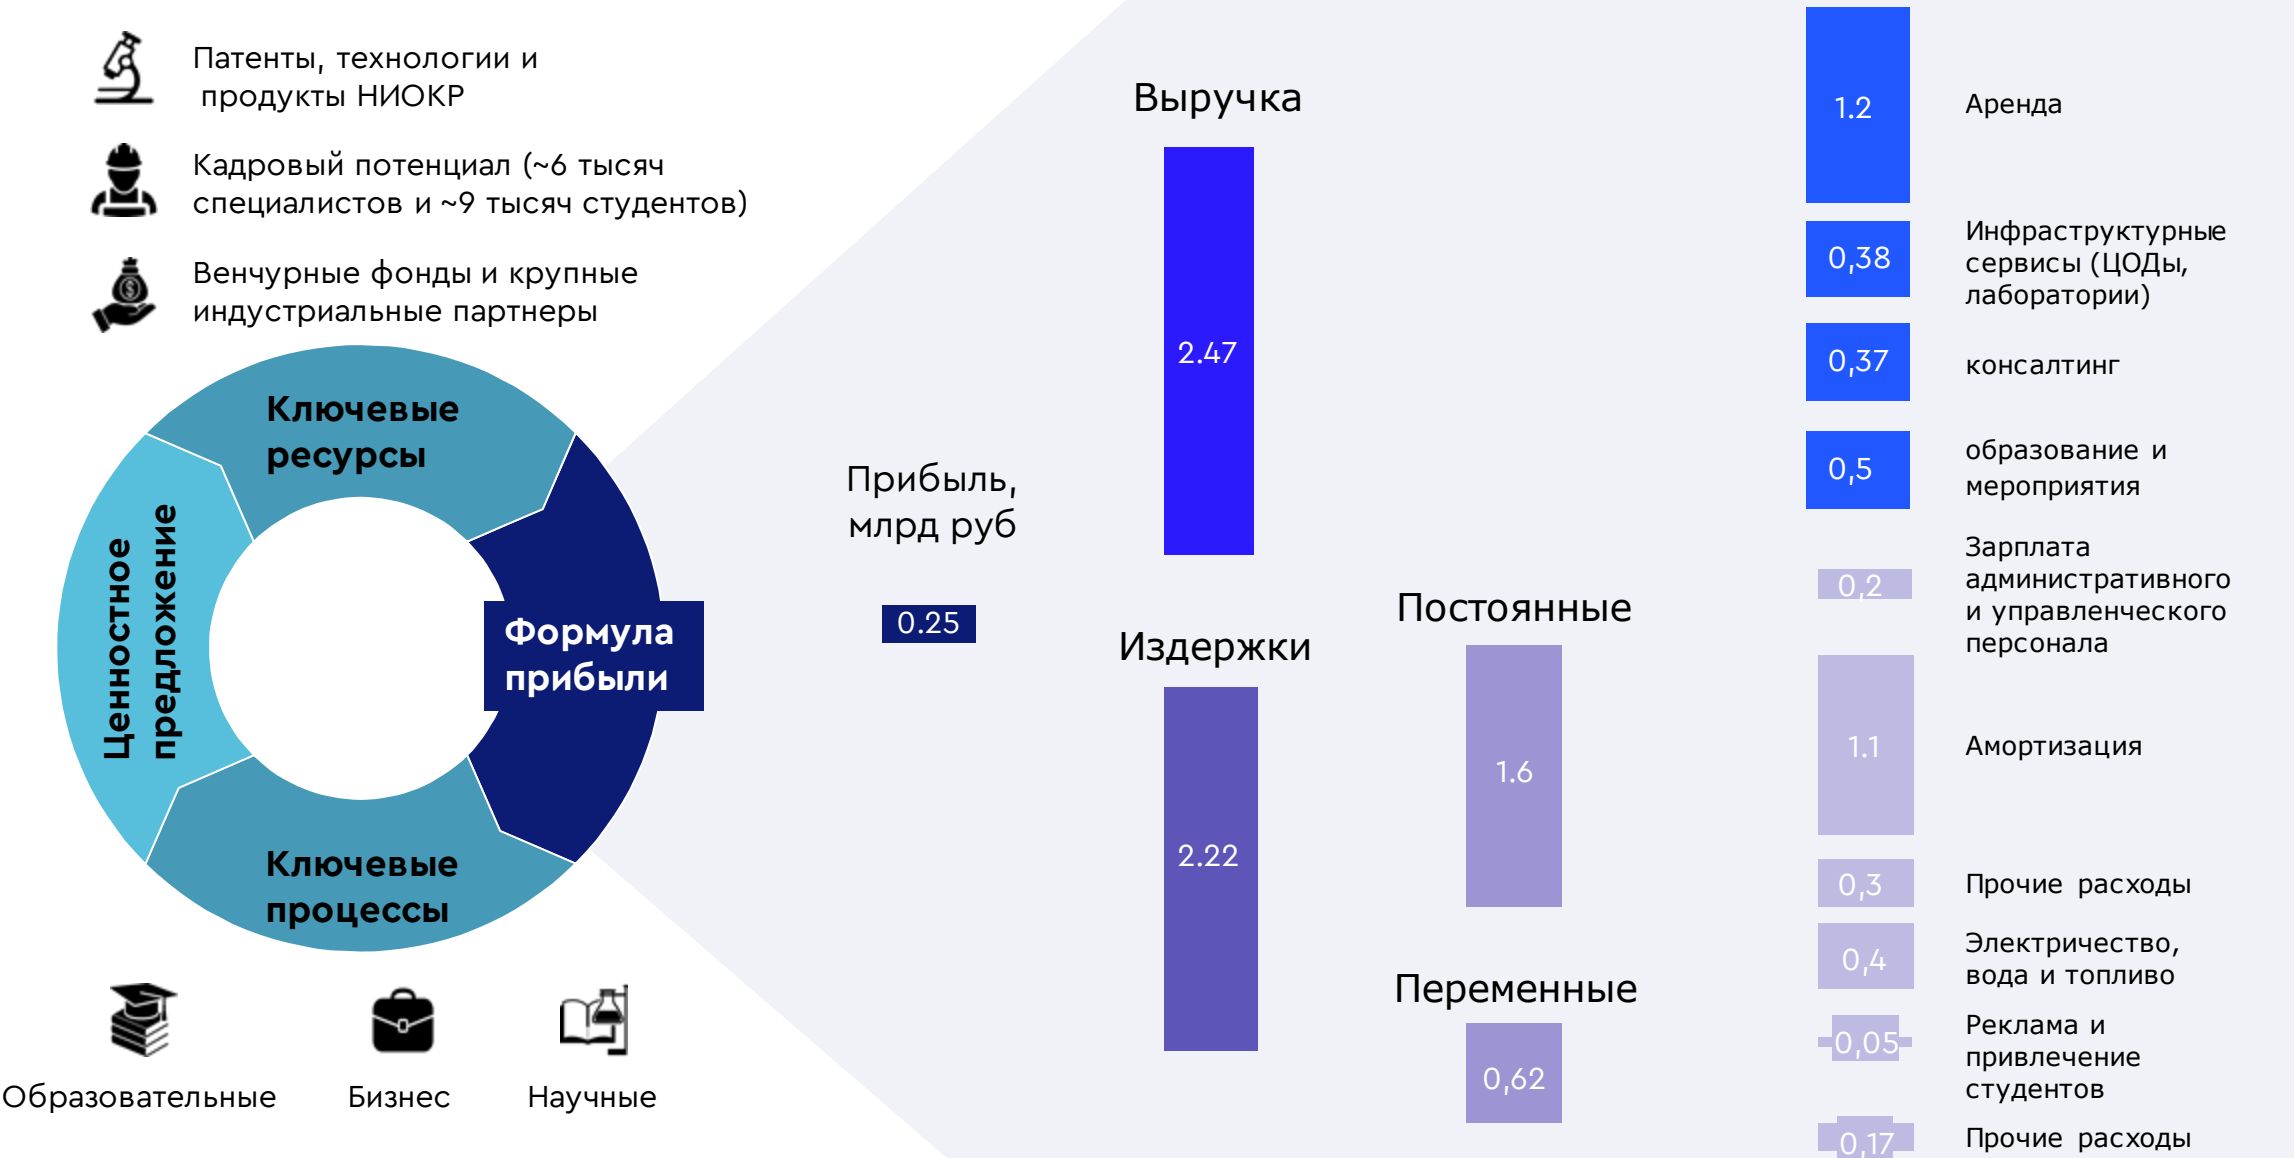 Патенты, технологии и
продукты НИОКР
Кадровый потенциал (~6 тысяч
специалистов и ~9 тысяч студентов)
Венчурные фонды и крупные
индустриальные партнеры
Ключевые
ресурсы
Ценностное
предложение
Формула
прибыли
Ключевые
процессы
Образовательные
Бизнес
Научные
Прибыль,
млрд руб
0.25
Выручка
2.47
Издержки
2.22
Постоянные
1.6
Переменные
0,62
1.2
Аренда
0,38
Инфраструктурные
сервисы (ЦОДы,
лаборатории)
0,37
консалтинг
0,5
образование и
мероприятия
0,2
Зарплата
административного
и управленческого
персонала
1.1
Амортизация
0,3
Прочие расходы
0,4
Электричество,
вода и топливо
0,05
Реклама и
привлечение
студентов
0,17
Прочие расходы